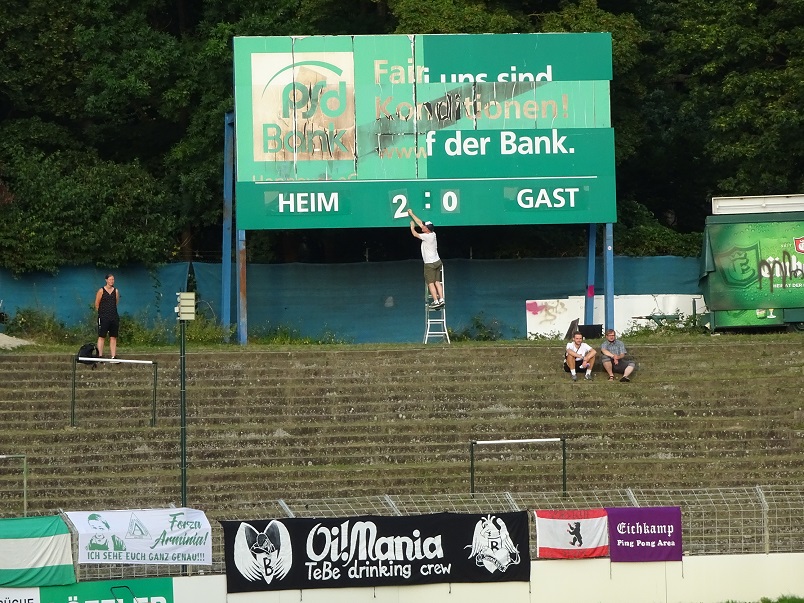 Fair
uns sind
psd
Bank
Konditionen!
www
f der Bank.
HEIM 2 : 0 GAST
Forza
Arminia!
ICH SEHE EUCH GANZ GENAU!!!
Oi!Mania
TeBe drinking crew
B
R
Eichkamp
Ping Pong Area